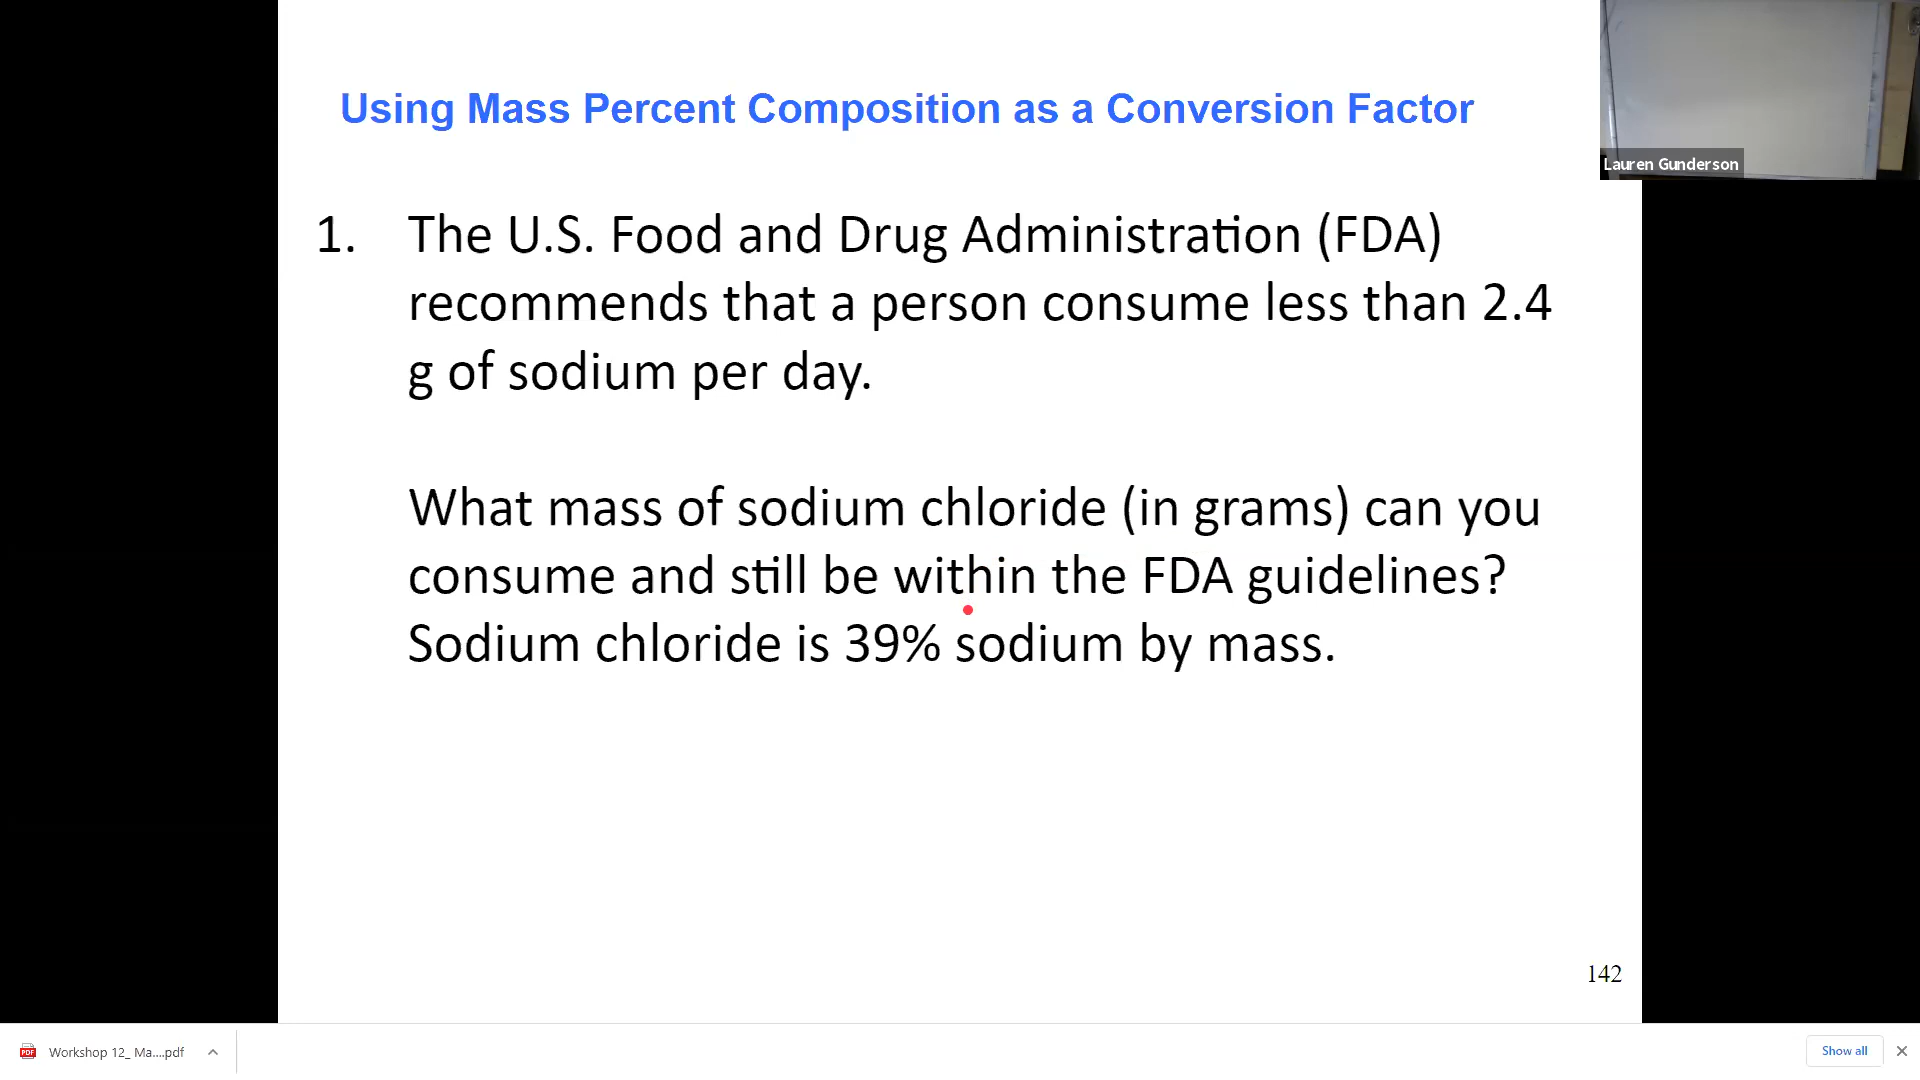 Using Mass Percent Composition as a Conversion Factor
Lauren Gunderson
1. The U.S. Food and Drug Administration (FDA)
recommends that a person consume less than 2.4
g of sodium per day.
What mass of sodium chloride (in grams) can you
consume and still be within the FDA guidelines?
Sodium chloride is 39% sodium by mass.
142
Workshop 12_ Ma....pdf
Show all